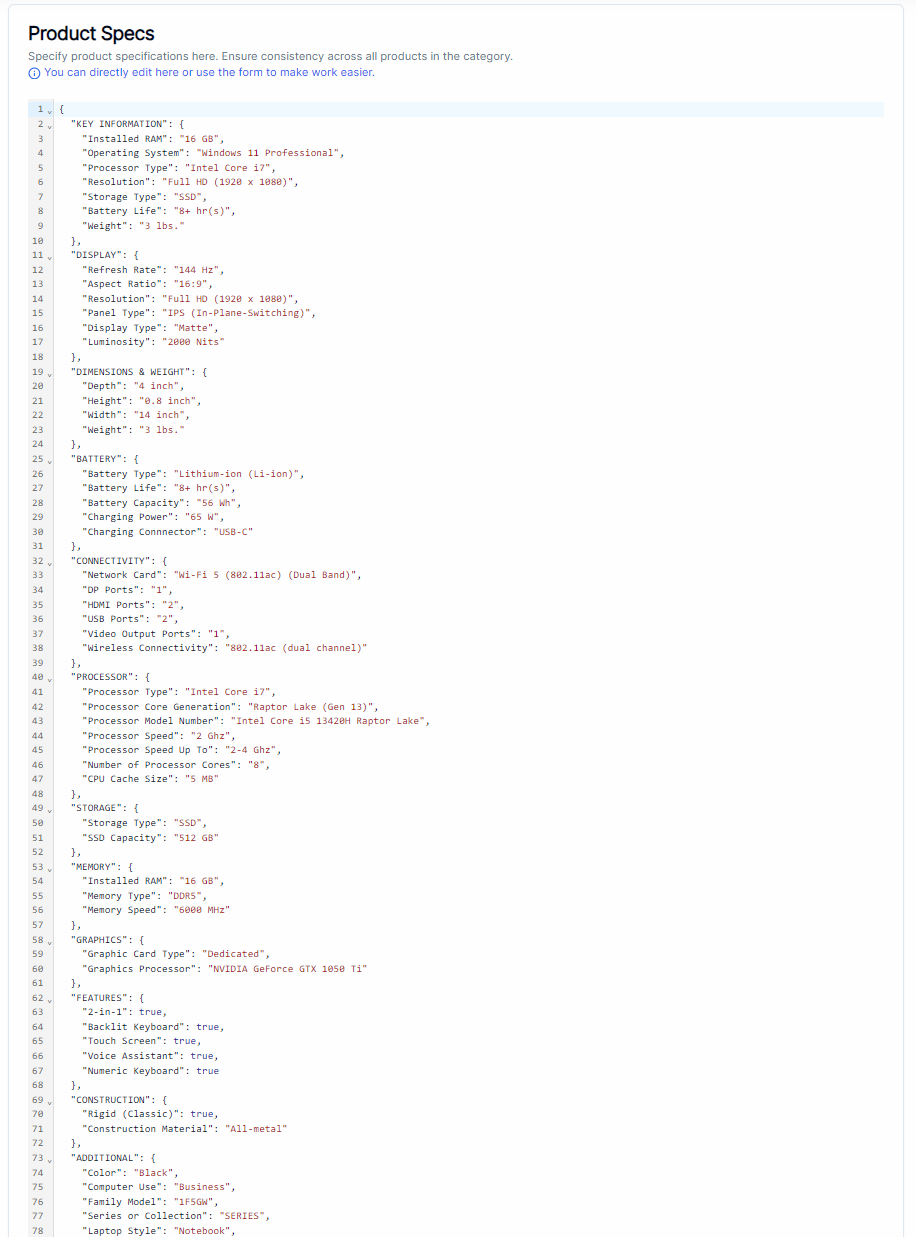 Product Specs
Specify product specifications here. Ensure consistency across all products in the category.
You can directly edit here or use the form to make work easier.
1 {
2 "KEY INFORMATION": {
3 "Installed RAM": "16 GB",
4 "Operating System": "Windows 11 Professional",
5 "Processor Type": "Intel Core i7",
6 "Resolution": "Full HD (1920 x 1080)",
7 "Storage Type": "SSD",
8 "Battery Life": "8+ hr(s)",
9 "Weight": "3 lbs."
10 },
11 "DISPLAY": {
12 "Refresh Rate": "144 Hz",
13 "Aspect Ratio": "16:9",
14 "Resolution": "Full HD (1920 x 1080)",
15 "Panel Type": "IPS (In-Plane-Switching)",
16 "Display Type": "Matte",
17 "Luminosity": "2000 Nits"
18 },
19 "DIMENSIONS & WEIGHT": {
20 "Depth": "4 inch",
21 "Height": "0.8 inch",
22 "Width": "14 inch",
23 "Weight": "3 lbs."
24 },
25 "BATTERY": {
26 "Battery Type": "Lithium-ion (Li-ion)",
27 "Battery Life": "8+ hr(s)",
28 "Battery Capacity": "56 Wh",
29 "Charging Power": "65 W",
30 "Charging Connnector": "USB-C"
31 },
32 "CONNECTIVITY": {
33 "Network Card": "Wi-Fi 5 (802.11ac) (Dual Band)",
34 "DP Ports": "1",
35 "HDMI Ports": "2",
36 "USB Ports": "2",
37 "Video Output Ports": "1",
38 "Wireless Connectivity": "802.11ac (dual channel)"
39 },
40 "PROCESSOR": {
41 "Processor Type": "Intel Core i7",
42 "Processor Core Generation": "Raptor Lake (Gen 13)",
43 "Processor Model Number": "Intel Core i5 13420H Raptor Lake",
44 "Processor Speed": "2 Ghz",
45 "Processor Speed Up To": "2-4 Ghz",
46 "Number of Processor Cores": "8",
47 "CPU Cache Size": "5 MB"
48 },
49 "STORAGE": {
50 "Storage Type": "SSD",
51 "SSD Capacity": "512 GB"
52 },
53 "MEMORY": {
54 "Installed RAM": "16 GB",
55 "Memory Type": "DDR5",
56 "Memory Speed": "6000 MHz"
57 },
58 "GRAPHICS": {
59 "Graphic Card Type": "Dedicated",
60 "Graphics Processor": "NVIDIA GeForce GTX 1050 Ti"
61 },
62 "FEATURES": {
63 "2-in-1": true,
64 "Backlit Keyboard": true,
65 "Touch Screen": true,
66 "Voice Assistant": true,
67 "Numeric Keyboard": true
68 },
69 "CONSTRUCTION": {
70 "Rigid (Classic)": true,
71 "Construction Material": "All-metal"
72 },
73 "ADDITIONAL": {
74 "Color": "Black",
75 "Computer Use": "Business",
76 "Family Model": "1F5GW",
77 "Series or Collection": "SERIES",
78 "Laptop Style": "Notebook",